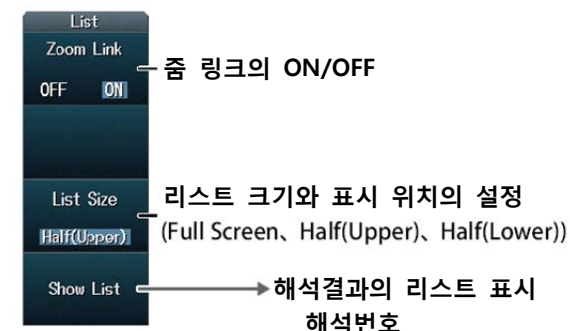 List
Zoom Link
OFF ON
줌 링크의 ON/OFF
List Size
Half(Upper)
리스트 크기와 표시 위치의 설정
(Full Screen、Half(Upper)、Half(Lower))
Show List
해석결과의 리스트 표시
해석번호